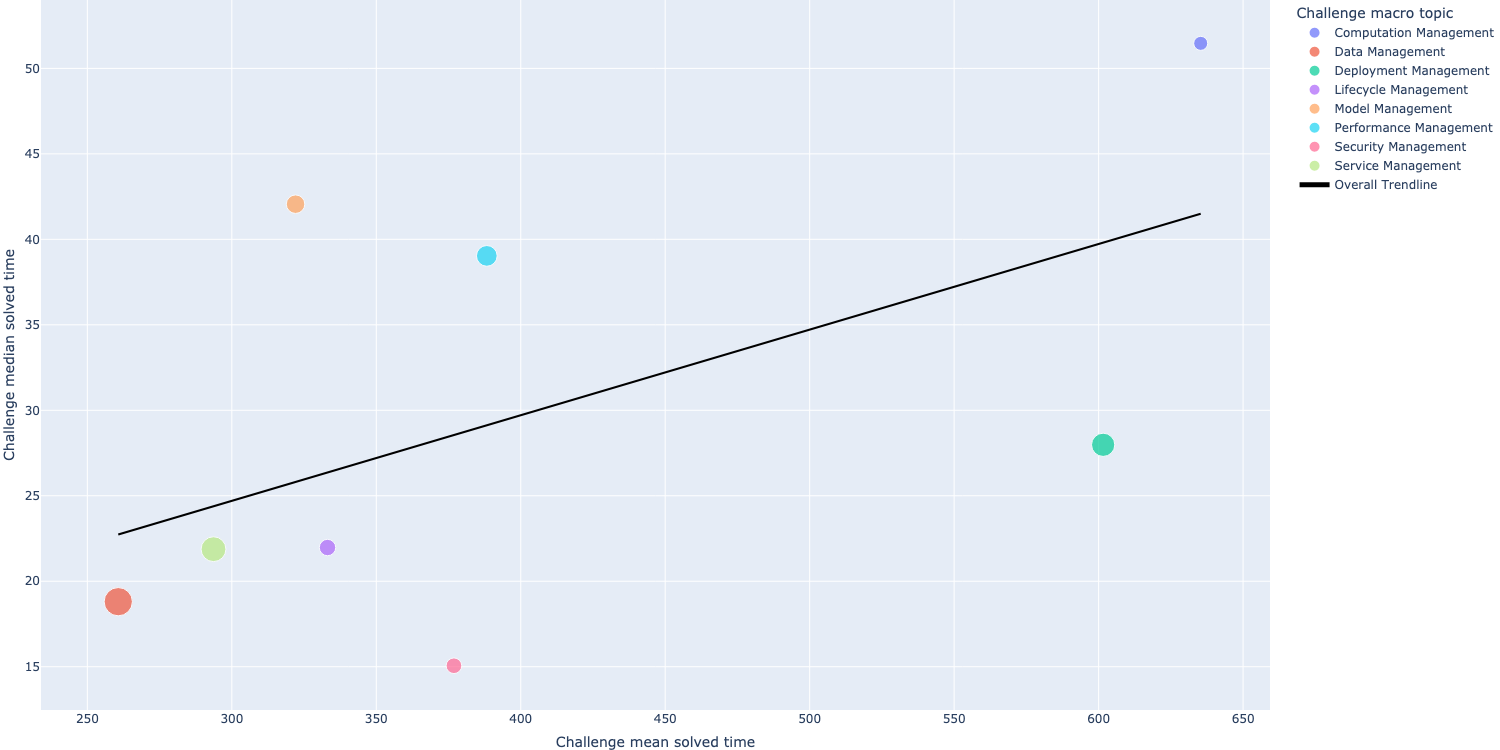 Challenge macro topic
Computation Management
Data Management
Deployment Management
Lifecycle Management
Model Management
Performance Management
Security Management
Service Management
Overall Trendline
Challenge median solved time
50
45
40
35
30
25
20
15
250 300 350 400 450 500 550 600 650
Challenge mean solved time